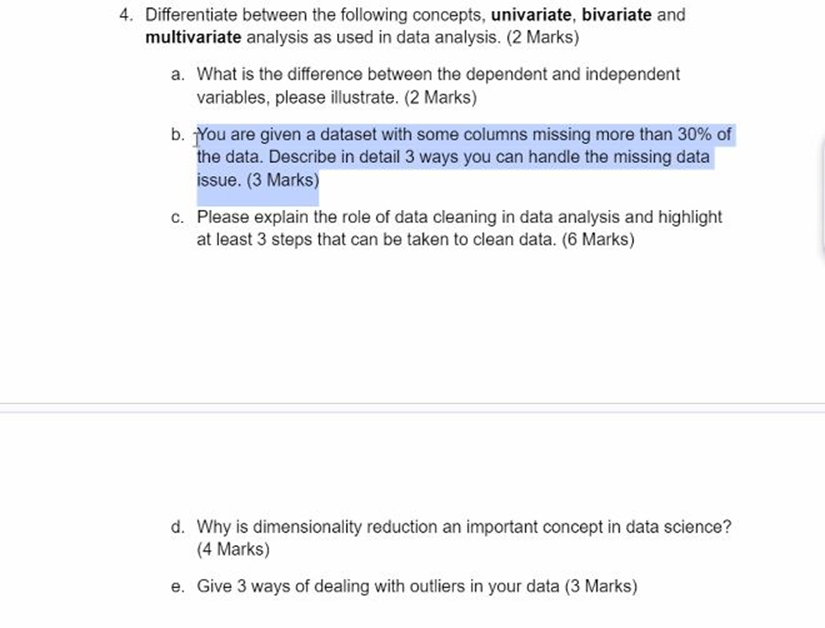 4. Differentiate between the following concepts, univariate, bivariate and
multivariate analysis as used in data analysis. (2 Marks)
a. What is the difference between the dependent and independent
variables, please illustrate. (2 Marks)
b. You are given a dataset with some columns missing more than 30% of
the data. Describe in detail 3 ways you can handle the missing data
issue. (3 Marks)
c. Please explain the role of data cleaning in data analysis and highlight
at least 3 steps that can be taken to clean data. (6 Marks)
d. Why is dimensionality reduction an important concept in data science?
(4 Marks)
e. Give 3 ways of dealing with outliers in your data (3 Marks)